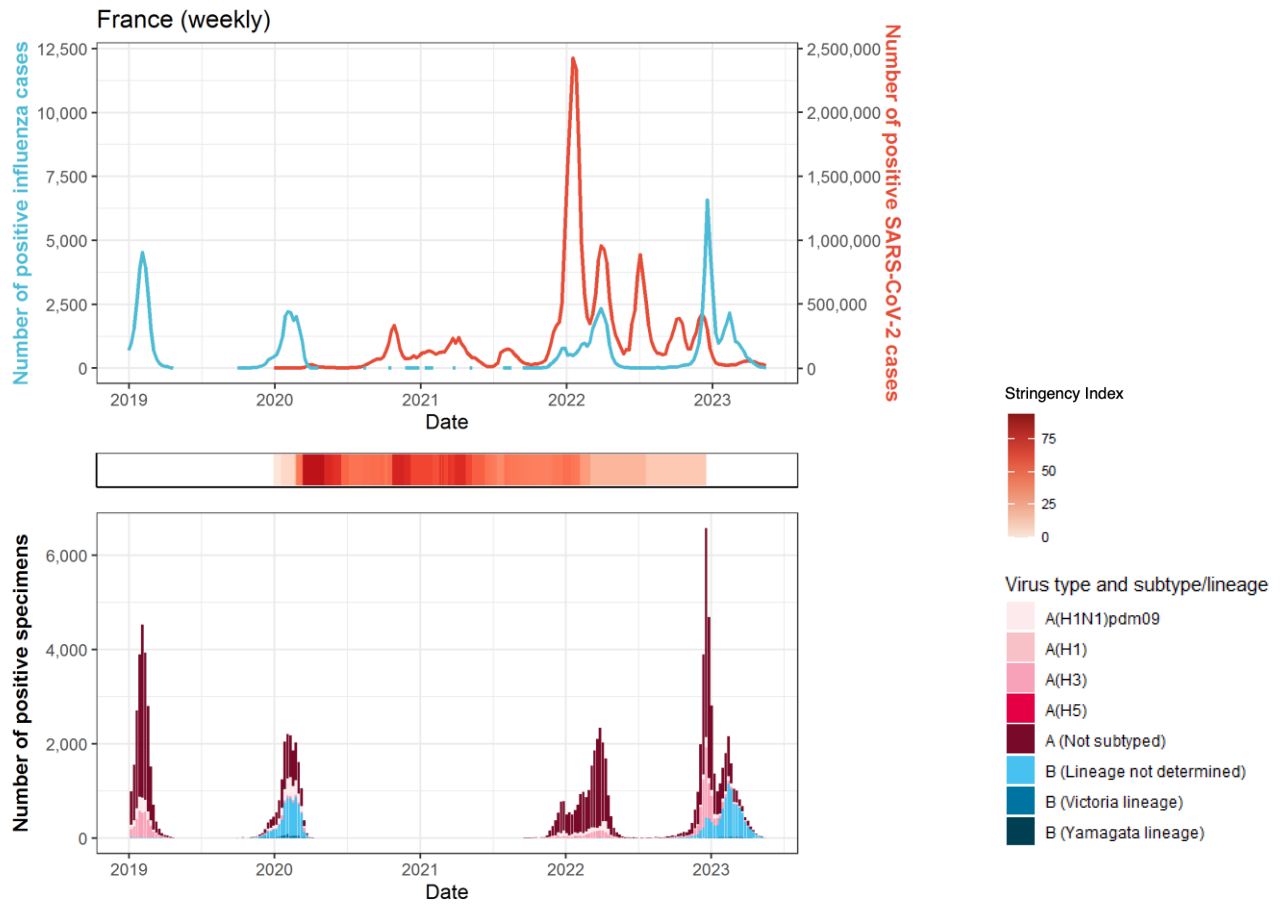 France (weekly)
Number of positive influenza cases
12,500
10,000
7,500
5,000
2,500
0
2,500,000
2,000,000
1,500,000
1,000,000
500,000
0
Number of positive SARS-CoV-2 cases
2019
2020
2021
2022
2023
Date
Stringency Index
75
50
25
0
Number of positive specimens
6,000
4,000
2,000
0
2019
2020
2021
2022
2023
Date
Virus type and subtype/lineage
A(H1N1)pdm09
A(H1)
A(H3)
A(H5)
A (Not subtyped)
B (Lineage not determined)
B (Victoria lineage)
B (Yamagata lineage)